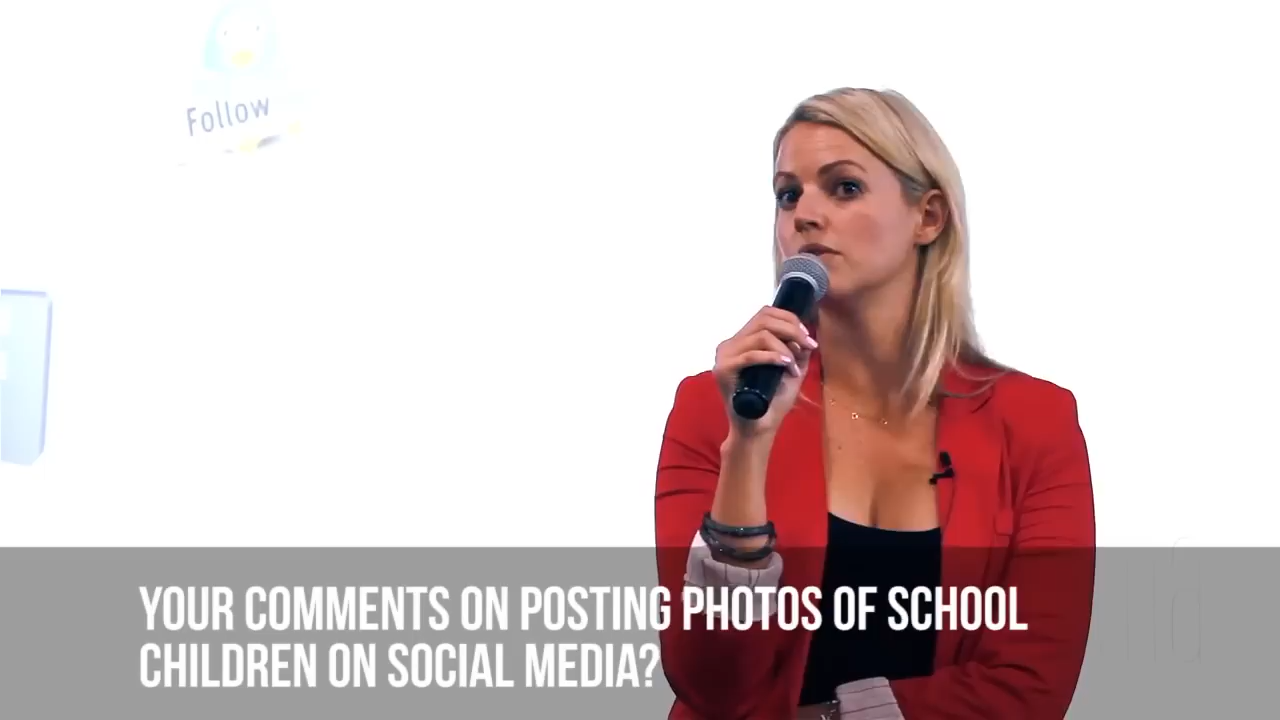 Follow
YOUR COMMENTS ON POSTING PHOTOS OF SCHOOL
CHILDREN ON SOCIAL MEDIA?